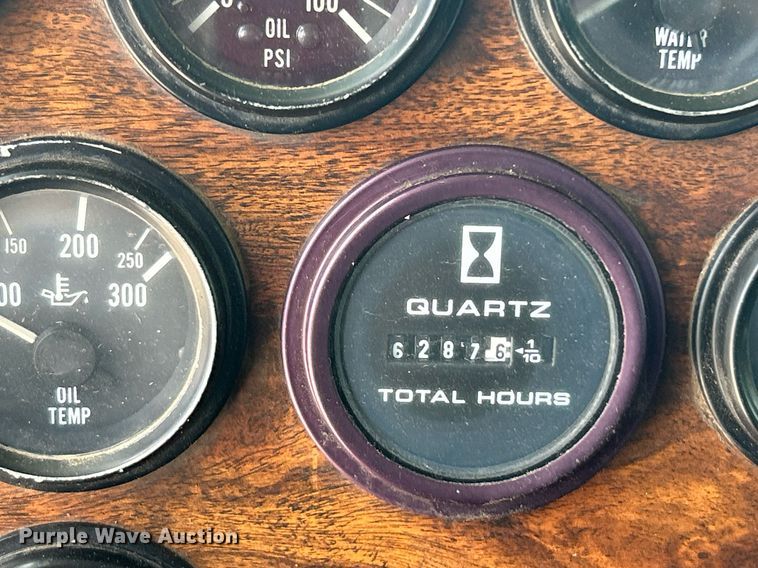 100
OIL
PSI
WATER
TEMP
150
200
250
300
OIL
TEMP
QUARTZ
6 2 8 7 6 1/10
TOTAL HOURS
Purple Wave Auction